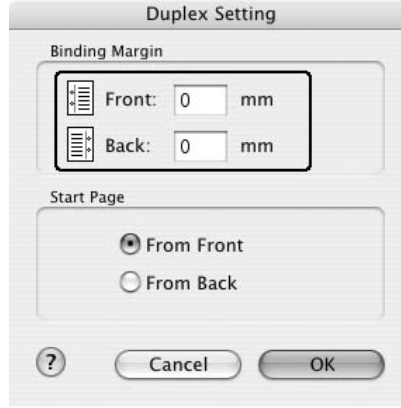 Duplex Setting
Binding Margin
Front: 0 mm
Back: 0 mm
Start Page
From Front
From Back
? Cancel OK